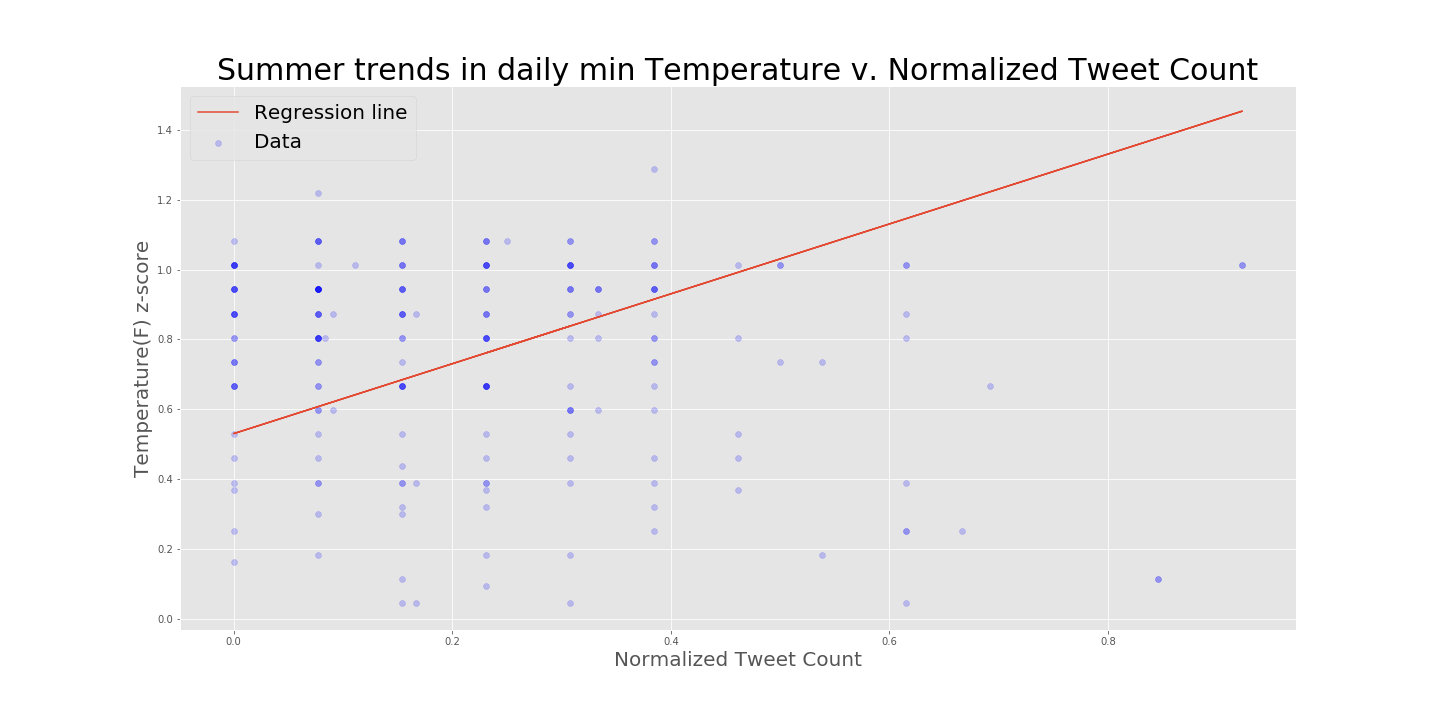 Summer trends in daily min Temperature v. Normalized Tweet Count
Regression line
Data
Temperature(F) z-score
1.4
1.2
1.0
0.8
0.6
0.4
0.2
0.0
0.0 0.2 0.4 0.6 0.8
Normalized Tweet Count